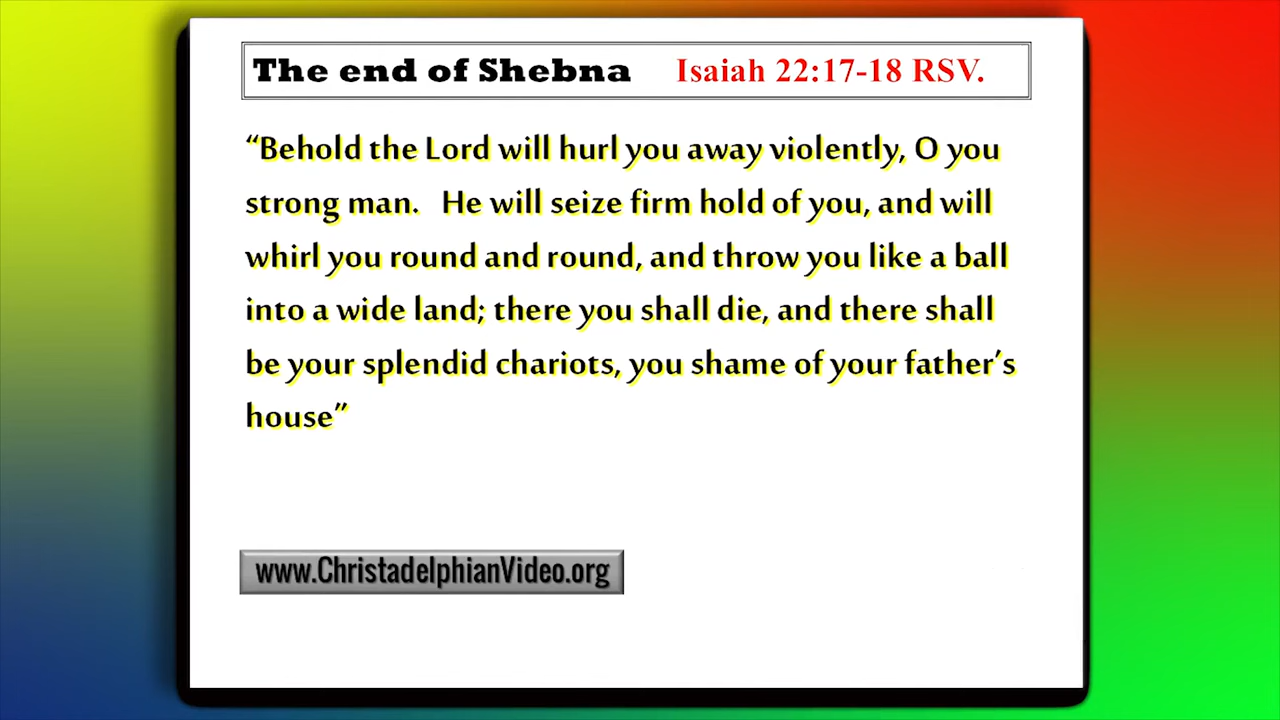 The end of Shebna Isaiah 22:17-18 RSV.
“Behold the Lord will hurl you away violently, O you
strong man. He will seize firm hold of you, and will
whirl you round and round, and throw you like a ball
into a wide land; there you shall die, and there shall
be your splendid chariots, you shame of your father’s
house”
www.ChristadelphianVideo.org